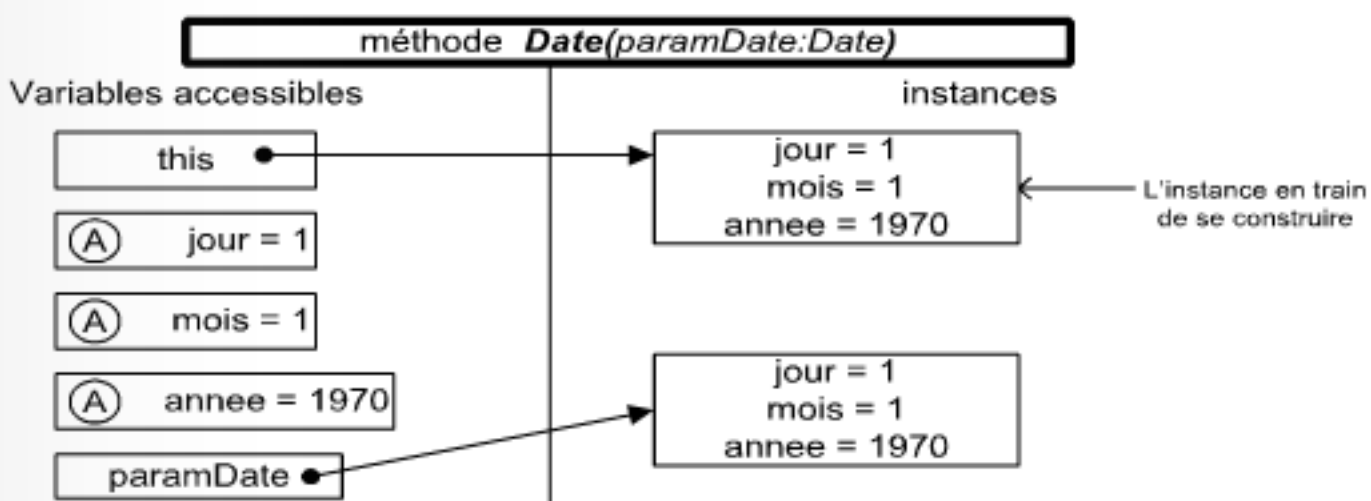 méthode Date(paramDate:Date)
Variables accessibles
instances
this
jour = 1
mois = 1
annee = 1970
L'instance en train
de se construire
A jour = 1
A mois = 1
A annee = 1970
paramDate
jour = 1
mois = 1
annee = 1970